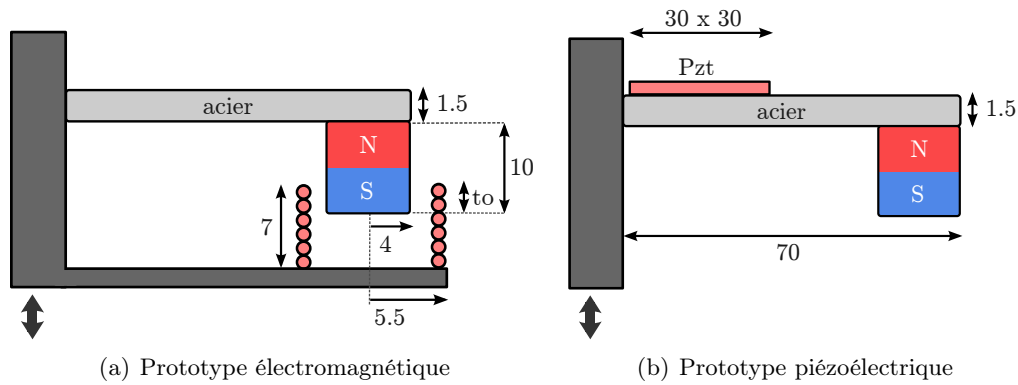 acier
1.5
N
S
10
to
7
4
5.5
(a) Prototype électromagnétique
30 x 30
Pzt
acier
1.5
N
S
70
(b) Prototype piézoélectrique